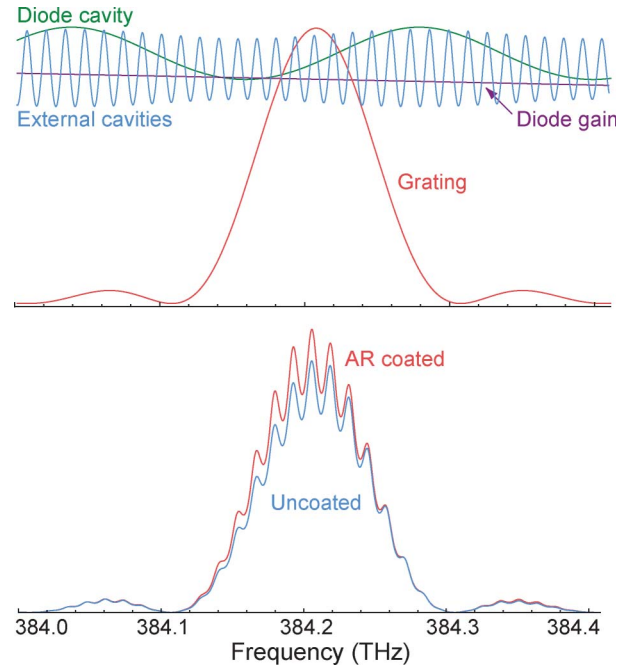 Diode cavity
External cavities
Diode gain
Grating
AR coated
Uncoated
384.0 384.1 384.2 384.3 384.4
Frequency (THz)